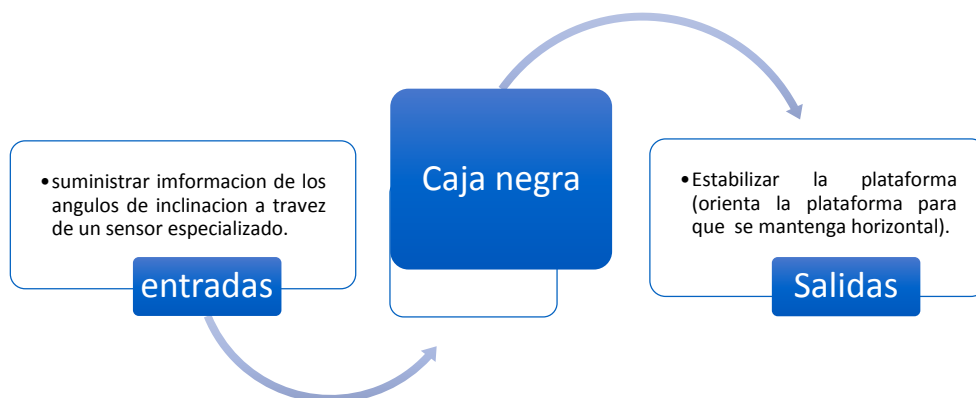 •suministrar imformacion de los
angulos de inclinacion a travez
de un sensor especializado.
entradas
Caja negra
•Estabilizar la plataforma
(orienta la plataforma para
que se mantenga horizontal).
Salidas